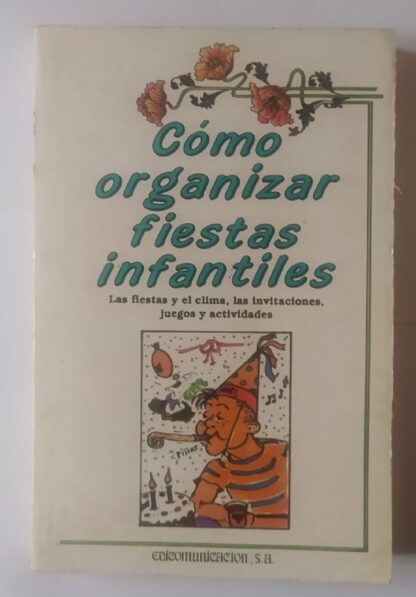 Cómo
organizar
fiestas
infantiles
Las fiestas y el clima, las invitaciones,
juegos y actividades
EDICOMUNICACION, S.A.